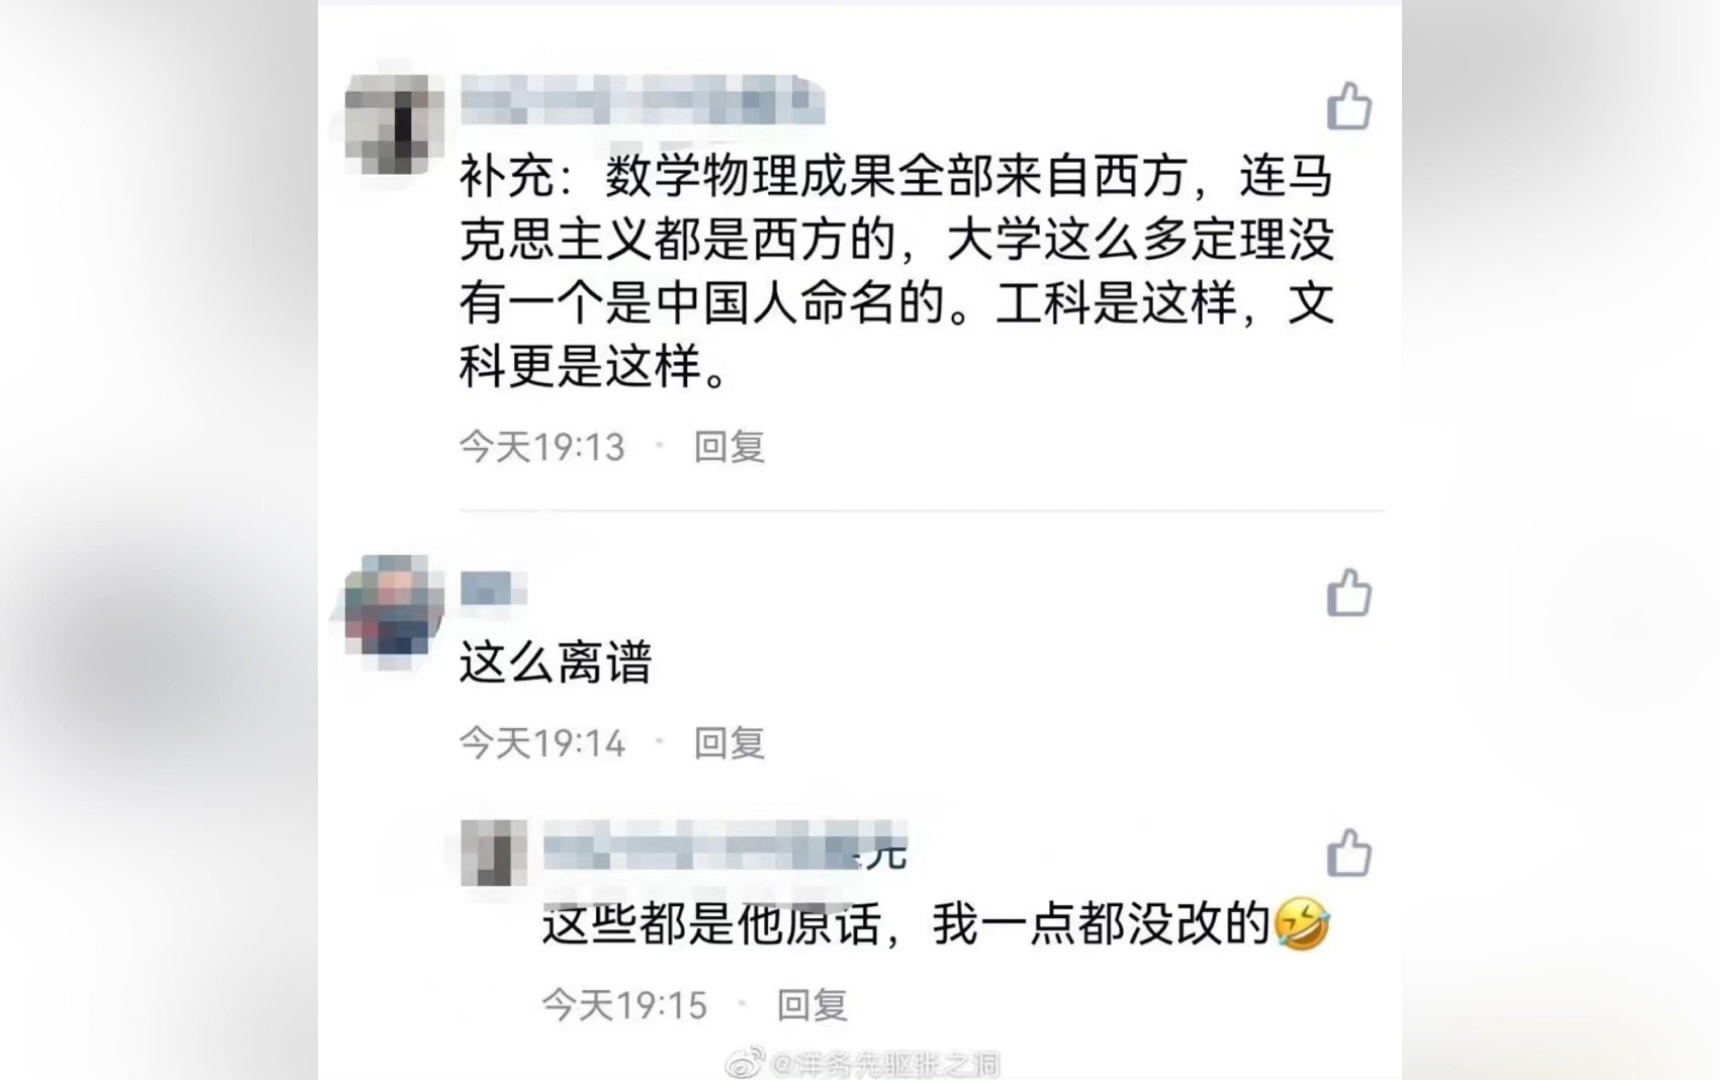 补充：数学物理成果全部来自西方，连马
克思主义都是西方的，大学这么多定理没
有一个是中国人命名的。工科是这样，文
科更是这样。
今天19:13 · 回复
这么离谱
今天19:14 · 回复
这些都是他原话，我一点都没改的🤣
今天19:15 · 回复
@洋务先驱张之洞